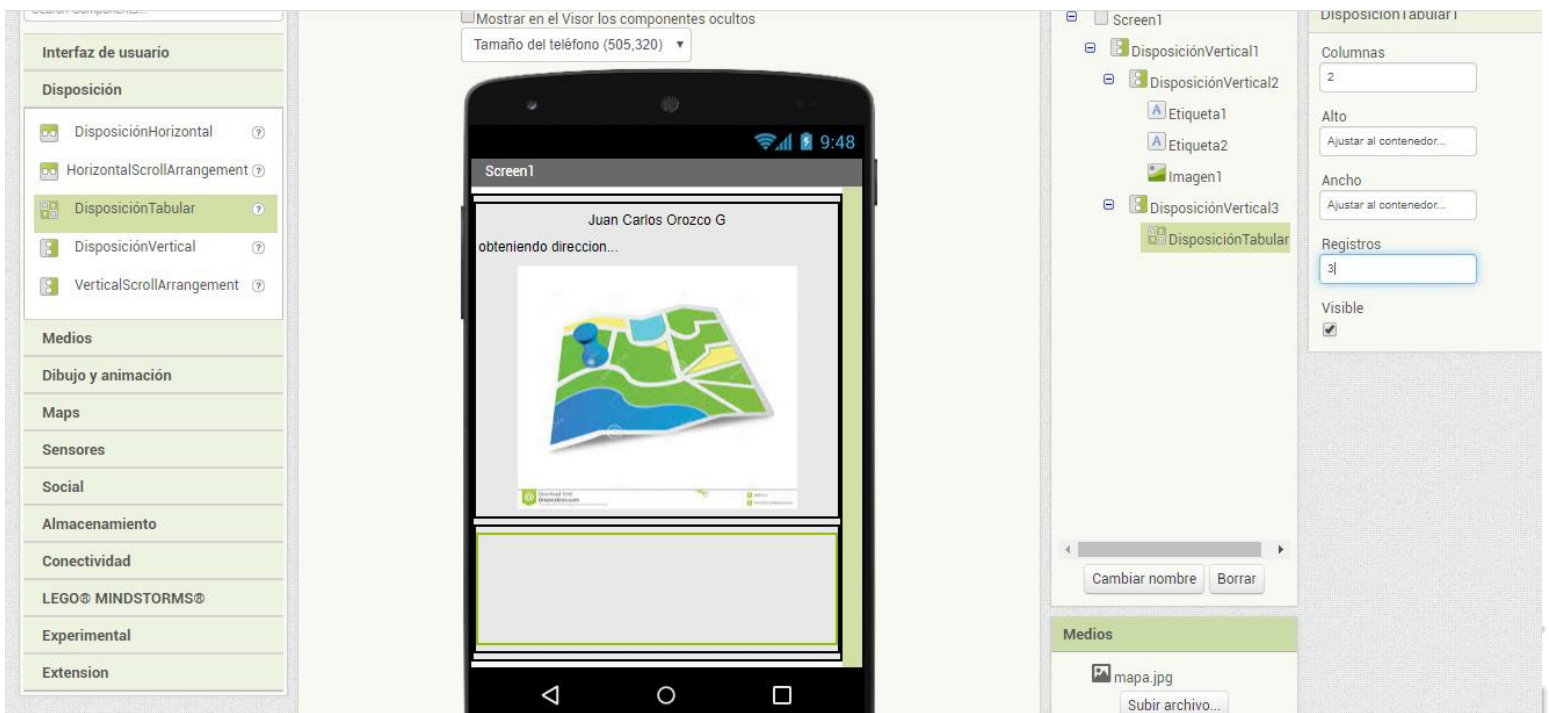 Interfaz de usuario
Disposición
DisposiciónHorizontal
HorizontalScrollArrangement
DisposiciónTabular
DisposiciónVertical
VerticalScrollArrangement
Medios
Dibujo y animación
Maps
Sensores
Social
Almacenamiento
Conectividad
LEGO® MINDSTORMS®
Experimental
Extension
Mostrar en el Visor los componentes ocultos
Tamaño del teléfono (505,320)
9:48
Screen1
Juan Carlos Orozco G
obteniendo direccion...
Screen1
DisposiciónVertical1
DisposiciónVertical2
Etiqueta1
Etiqueta2
Imagen1
DisposiciónVertical3
DisposiciónTabular
Cambiar nombre Borrar
Medios
mapa.jpg
Subir archivo...
DisposiciónTabular1
Columnas
2
Alto
Ajustar al contenedor...
Ancho
Ajustar al contenedor...
Registros
3
Visible